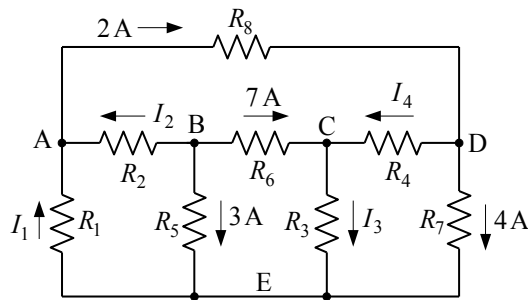 2 A R₈
I₂ 7 A I₄
A B C D
R₂ R₆ R₄
I₁ R₁ R₅ 3 A R₃ I₃ R₇ 4 A
E